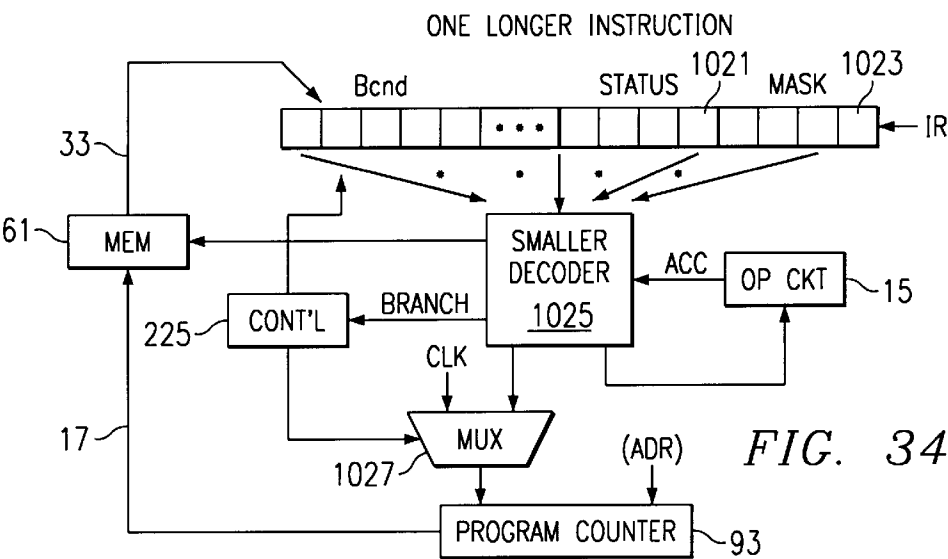 ONE LONGER INSTRUCTION
Bcnd STATUS 1021 MASK 1023
IR
33
61 MEM
SMALLER DECODER 1025
ACC
OP CKT 15
225 CONT'L
BRANCH
CLK
17
MUX
1027
(ADR)
FIG. 34
PROGRAM COUNTER 93